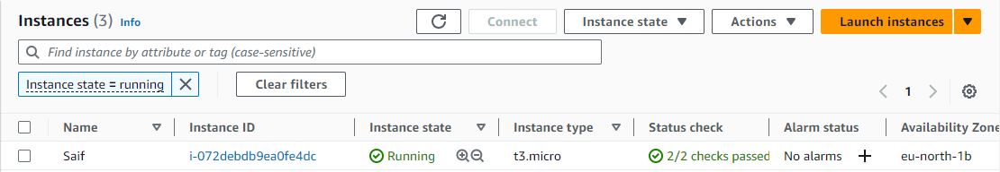 Instances (3) Info Connect Instance state Actions Launch instances
Find instance by attribute or tag (case-sensitive)
Instance state = running Clear filters
1
Name Instance ID Instance state Instance type Status check Alarm status Availability Zone
Saif i-072debdb9ea0fe4dc Running t3.micro 2/2 checks passed No alarms eu-north-1b